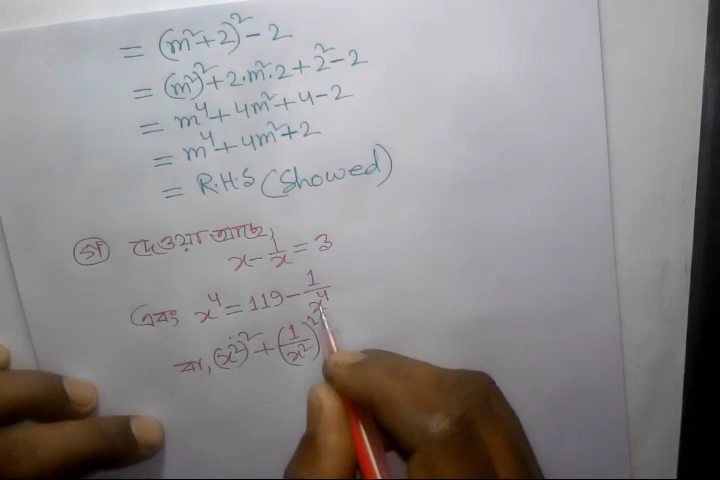 = (m²+2)² - 2
= (m²)² + 2·m²·2 + 2² - 2
= m⁴ + 4m² + 4 - 2
= m⁴ + 4m² + 2
= R.H.S (Showed)
গ দেওয়া আছে,
x - 1/x = 3
এবং x⁴ = 119 - 1/x⁴
বা, (x²)² + (1/x²)²